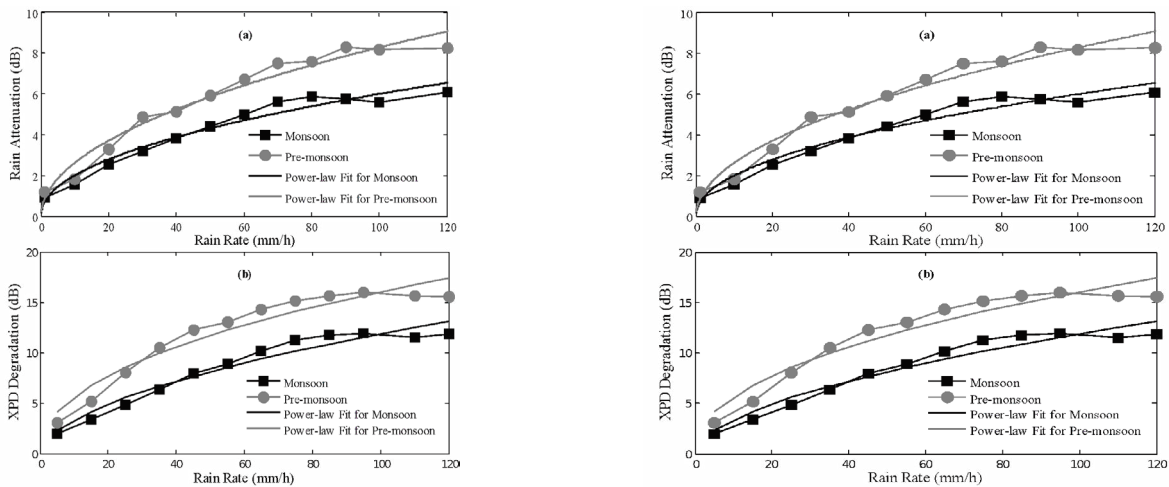 10
(a)
8
6
4
2
0
Rain Attenuation (dB)
Monsoon
Pre-monsoon
Power-law Fit for Monsoon
Power-law Fit for Pre-monsoon
0 20 40 60 80 100 120
Rain Rate (mm/h)
20
(b)
15
10
5
0
XPD Degradation (dB)
Monsoon
Pre-monsoon
Power-law Fit for Monsoon
Power-law Fit for Pre-monsoon
0 20 40 60 80 100 120
Rain Rate (mm/h)
10
(a)
8
6
4
2
0
Rain Attenuation (dB)
Monsoon
Pre-monsoon
Power-law Fit for Monsoon
Power-law Fit for Pre-monsoon
0 20 40 60 80 100 120
Rain Rate (mm/h)
20
(b)
15
10
5
0
XPD Degradation (dB)
Monsoon
Pre-monsoon
Power-law Fit for Monsoon
Power-law Fit for Pre-monsoon
0 20 40 60 80 100 120
Rain Rate (mm/h)